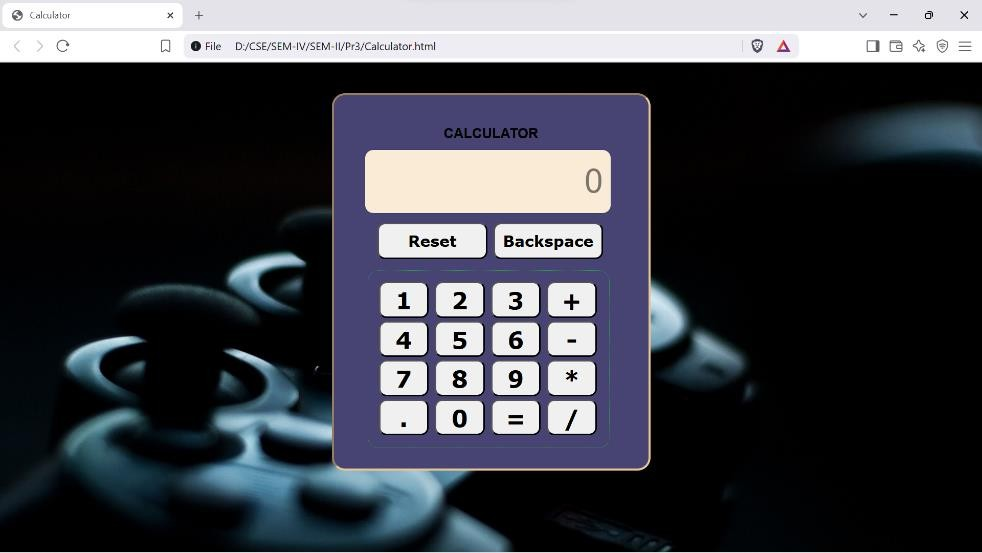 Calculator
File D:/CSE/SEM-IV/SEM-II/Pr3/Calculator.html
CALCULATOR
0
Reset Backspace
1 2 3 +
4 5 6 -
7 8 9 *
. 0 = /